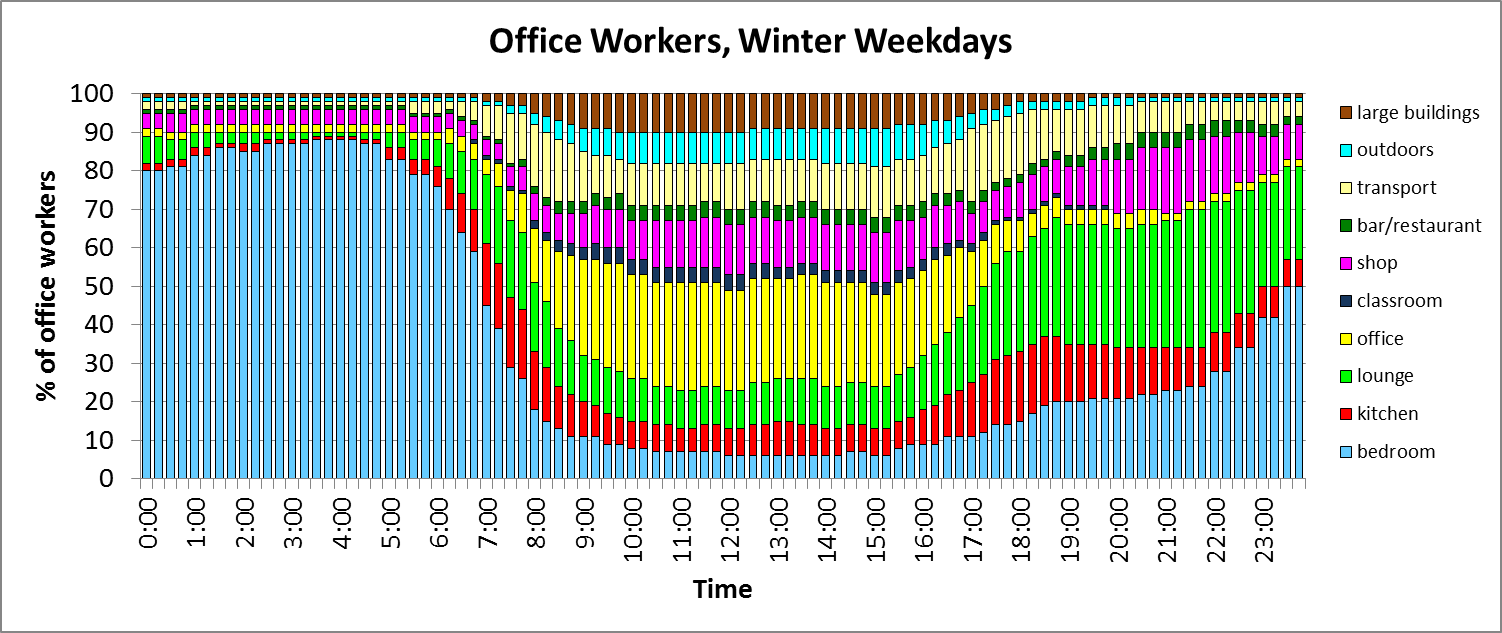 Office Workers, Winter Weekdays
% of office workers
100
90
80
70
60
50
40
30
20
10
0
0:00
1:00
2:00
3:00
4:00
5:00
6:00
7:00
8:00
9:00
10:00
11:00
12:00
13:00
14:00
15:00
16:00
17:00
18:00
19:00
20:00
21:00
22:00
23:00
Time
large buildings
outdoors
transport
bar/restaurant
shop
classroom
office
lounge
kitchen
bedroom